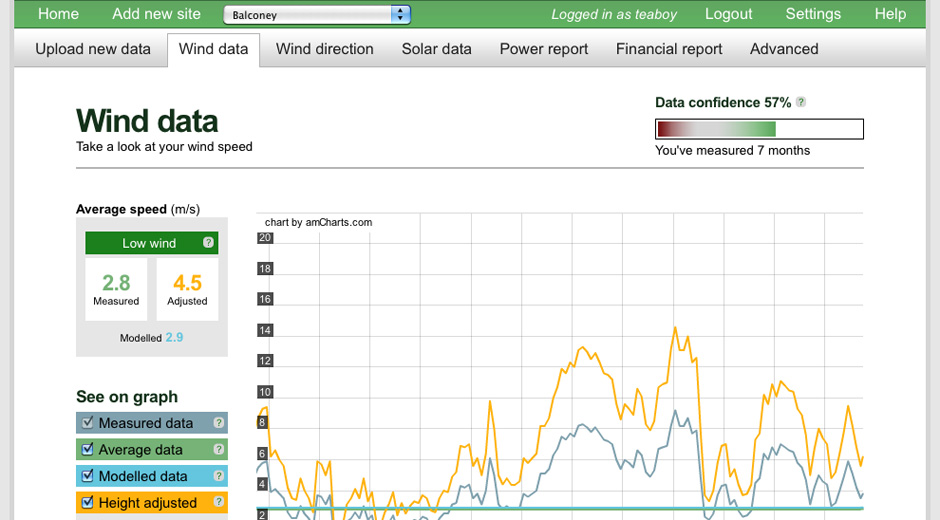 Home Add new site Balconey Logged in as teaboy Logout Settings Help
Upload new data Wind data Wind direction Solar data Power report Financial report Advanced
Data confidence 57% ?
Wind data
Take a look at your wind speed
You've measured 7 months
Average speed (m/s)
Low wind ?
2.8 4.5
Measured Adjusted
Modelled 2.9
See on graph
Measured data ?
Average data ?
Modelled data ?
Height adjusted ?
chart by amCharts.com
20
18
16
14
12
10
8
6
4
2